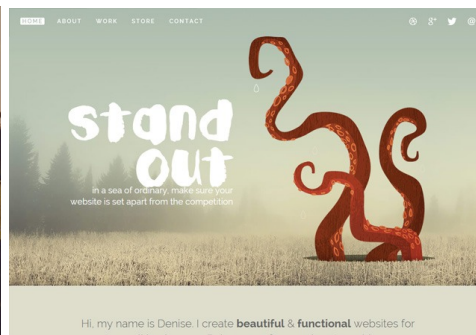 HOME ABOUT WORK STORE CONTACT
g+ @
stand
out
in a sea of ordinary, make sure your
website is set apart from the competition
Hi, my name is Denise. I create beautiful & functional websites for